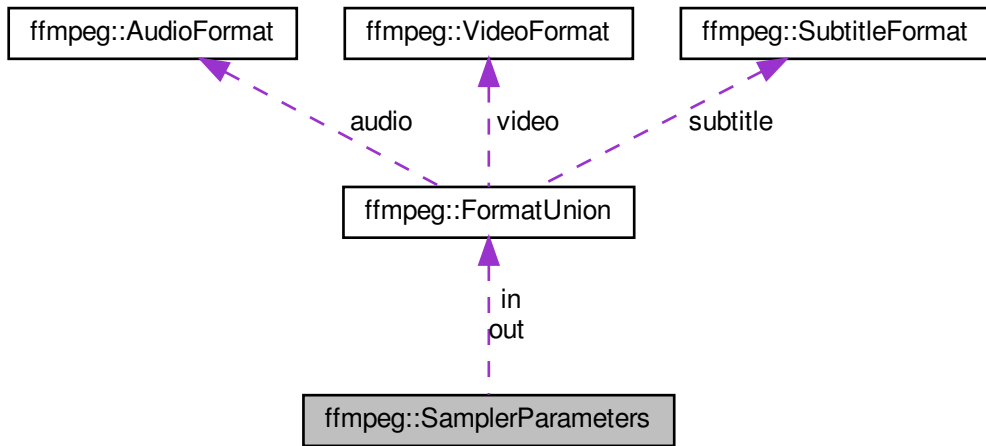 ffmpeg::AudioFormat
ffmpeg::VideoFormat
ffmpeg::SubtitleFormat
audio
video
subtitle
ffmpeg::FormatUnion
in
out
ffmpeg::SamplerParameters